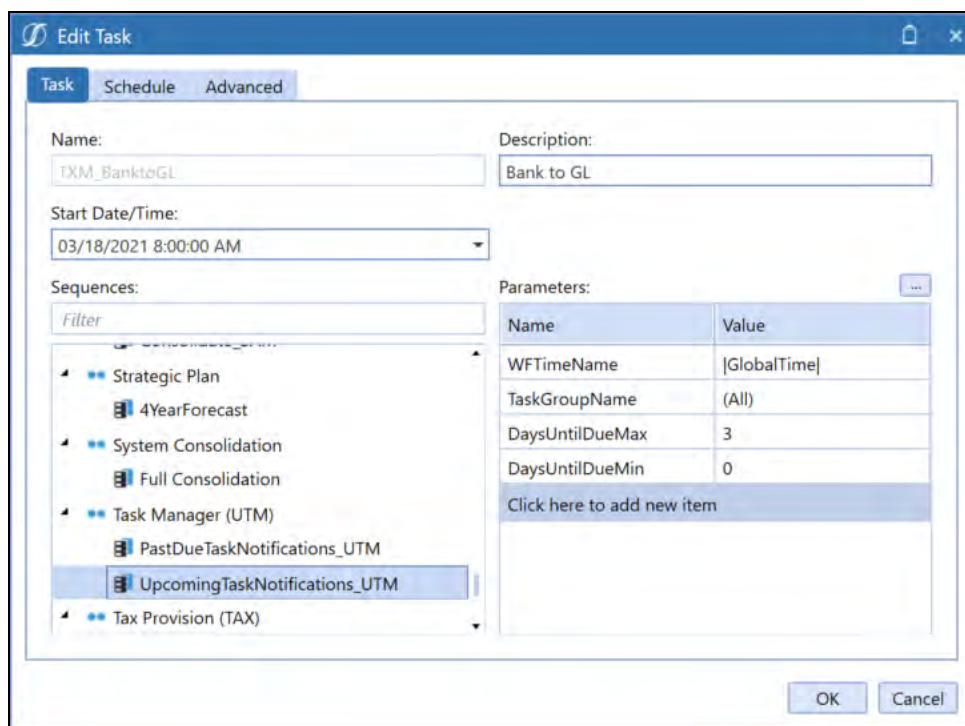 Edit Task
Task Schedule Advanced
Name: Description:
TXM_BanktoGL Bank to GL
Start Date/Time:
03/18/2021 8:00:00 AM
Sequences: Parameters: ...
Filter Name Value
WFTimeName |GlobalTime|
Strategic Plan
4YearForecast TaskGroupName (All)
System Consolidation DaysUntilDueMax 3
Full Consolidation DaysUntilDueMin 0
Task Manager (UTM) Click here to add new item
PastDueTaskNotifications_UTM
UpcomingTaskNotifications_UTM
Tax Provision (TAX)
OK Cancel